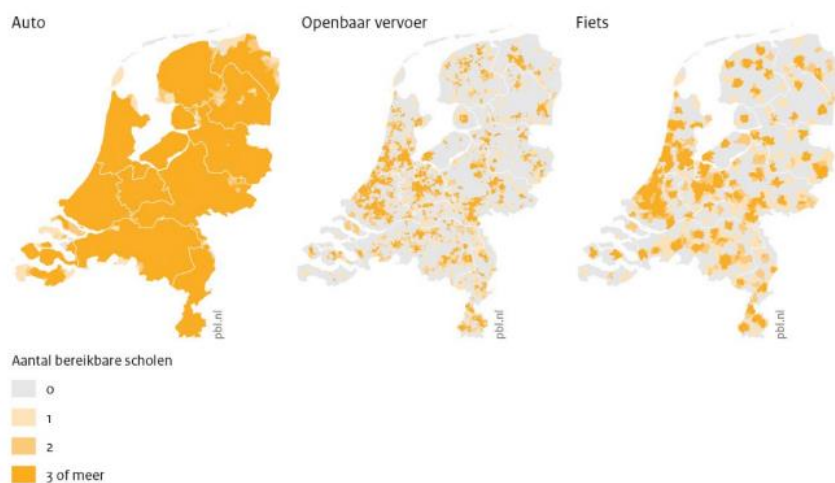 Auto
Openbaar vervoer
Fiets
pbl.nl
pbl.nl
pbl.nl
Aantal bereikbare scholen
0
1
2
3 of meer